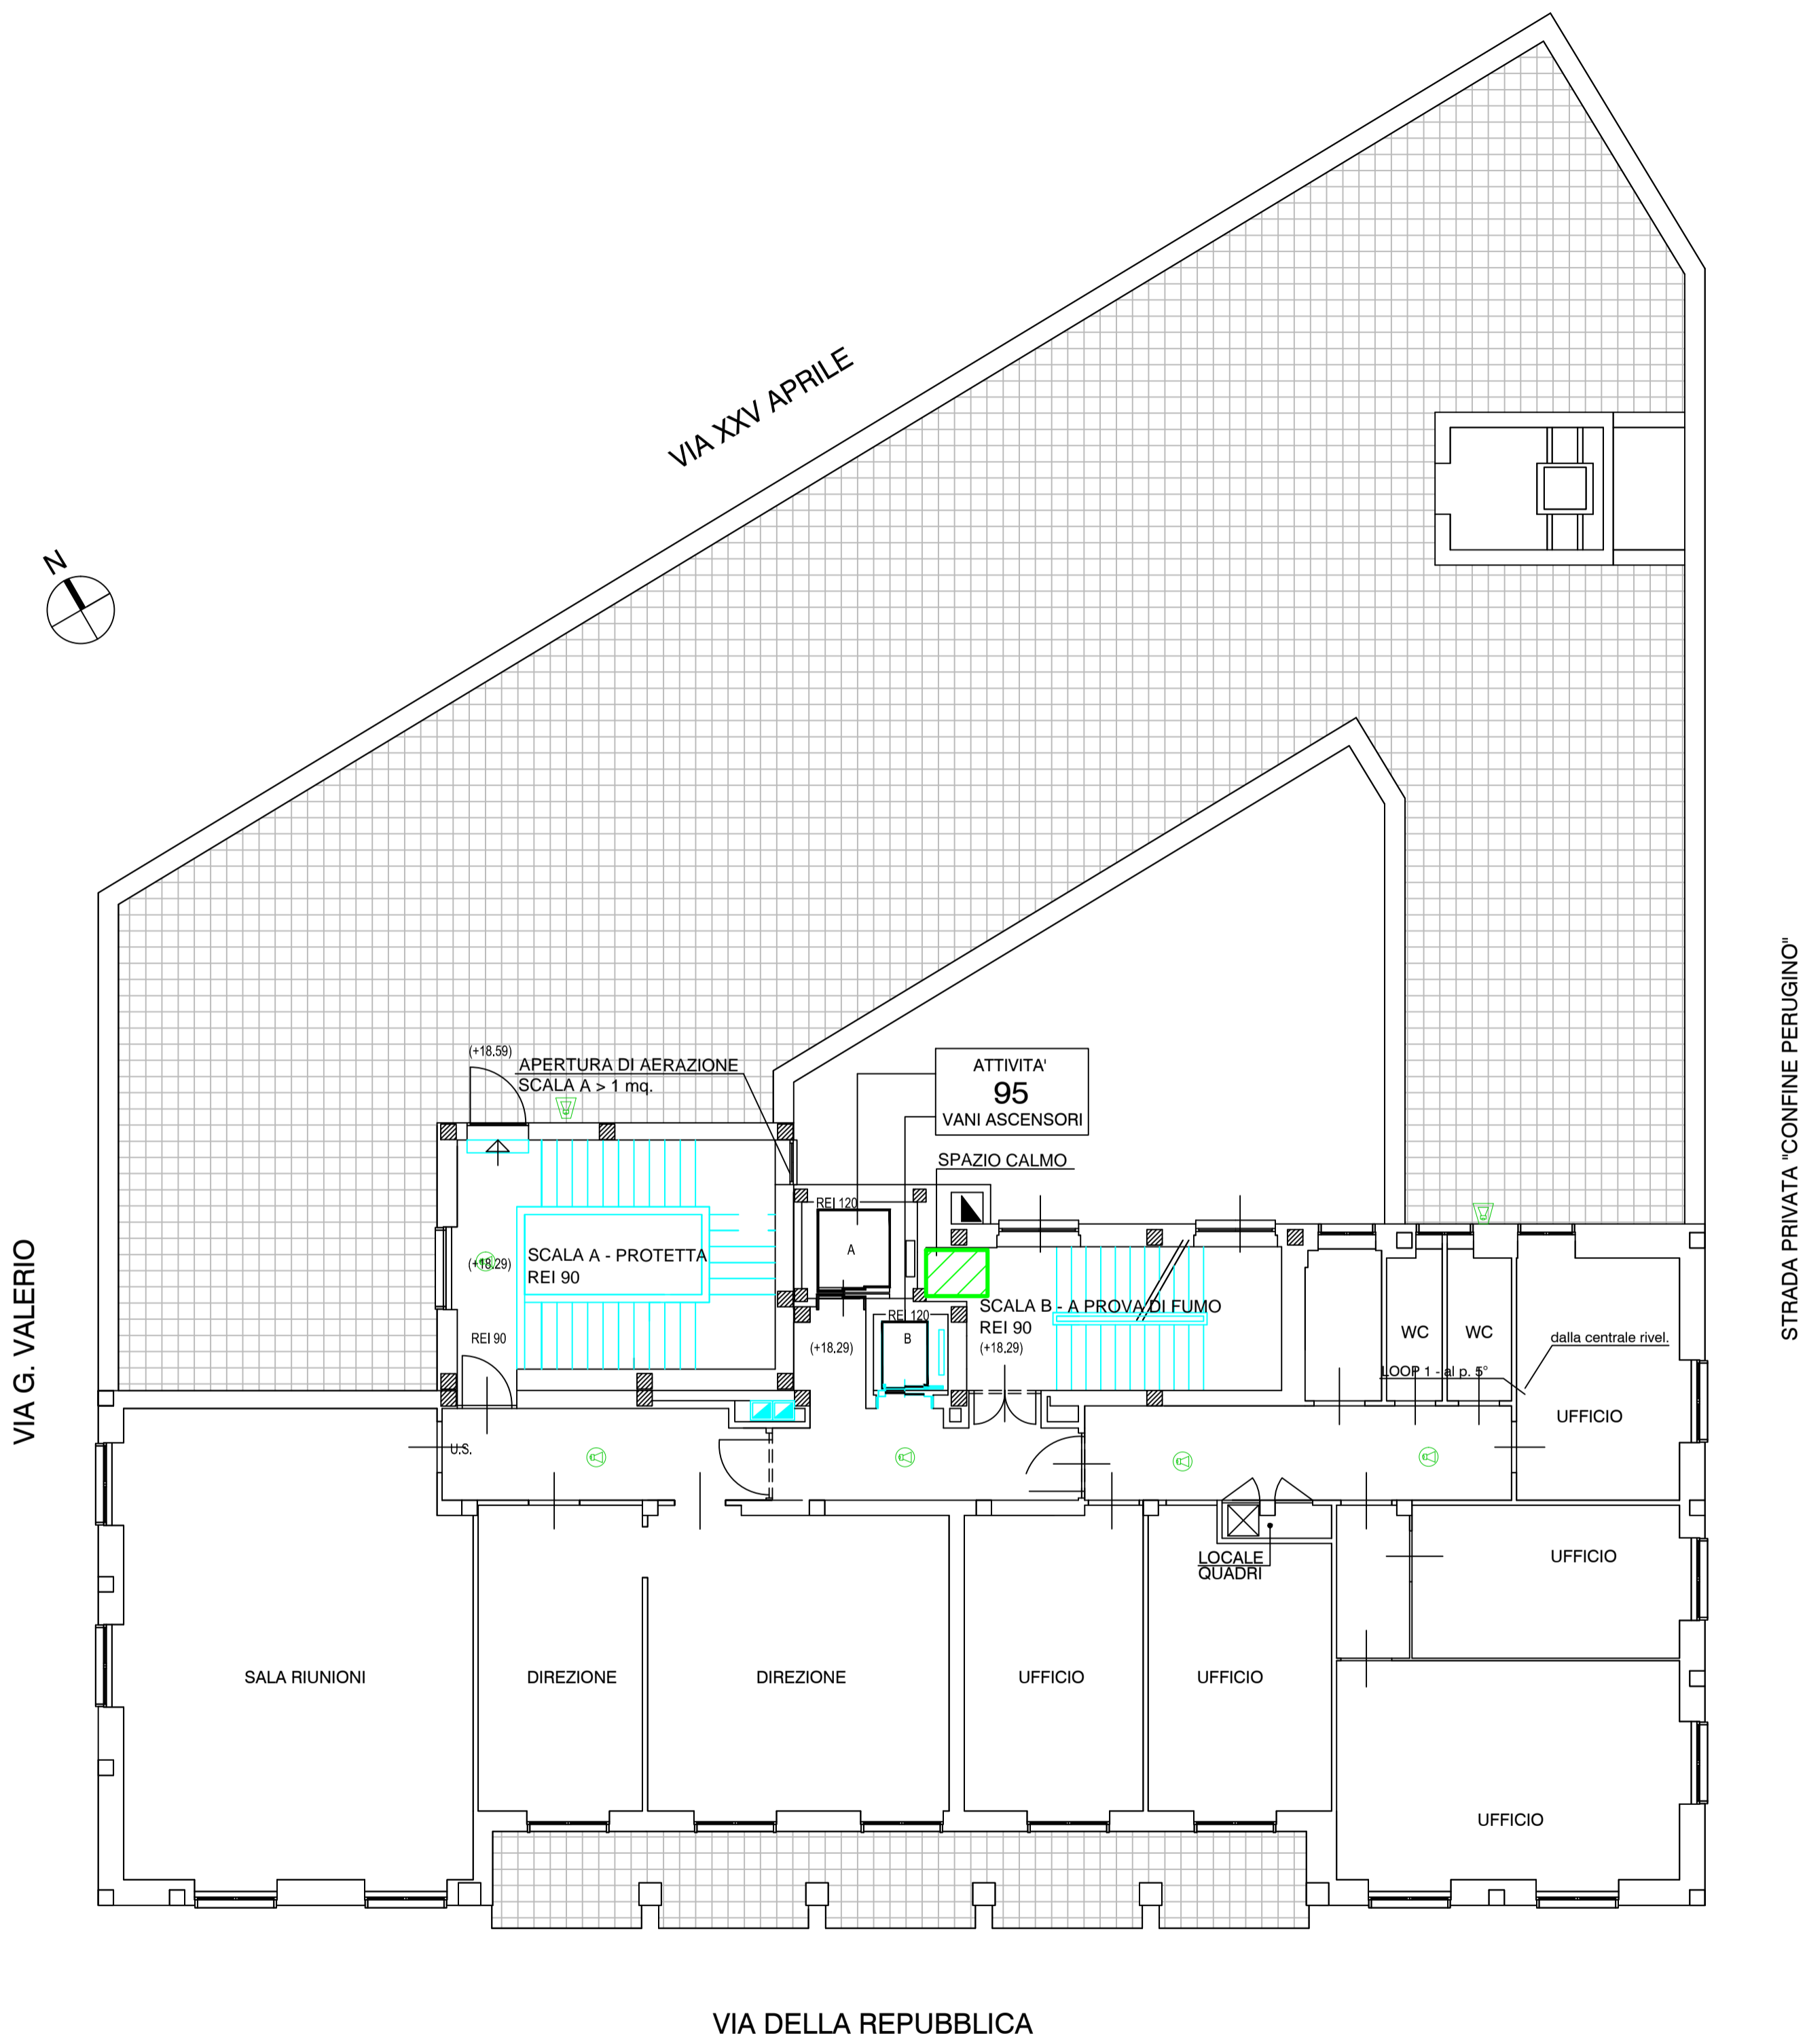 VIA XXV APRILE
N
STRADA PRIVATA "CONFINE PERUGINO"
(+18.59)
APERTURA DI AERAZIONE
SCALA A > 1 mq.
ATTIVITA'
95
VANI ASCENSORI
SPAZIO CALMO
REI 120
A
SCALA A - PROTETTA
REI 90
(+18.29)
VIA G. VALERIO
REI 90
REI 120
B
(+18.29)
SCALA B - A PROVA DI FUMO
REI 90
(+18.29)
WC
WC
dalla centrale rivel.
LOOP 1 - al p. 5°
UFFICIO
U.S.
LOCALE
QUADRI
UFFICIO
SALA RIUNIONI
DIREZIONE
DIREZIONE
UFFICIO
UFFICIO
UFFICIO
VIA DELLA REPUBBLICA